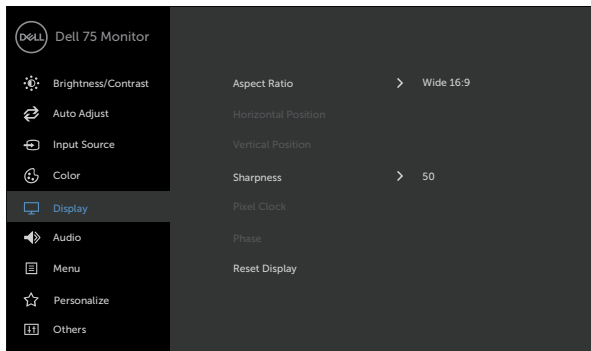 DELL Dell 75 Monitor
Brightness/Contrast
Auto Adjust
Input Source
Color
Display
Audio
Menu
Personalize
Others
Aspect Ratio > Wide 16:9
Horizontal Position
Vertical Position
Sharpness > 50
Pixel Clock
Phase
Reset Display